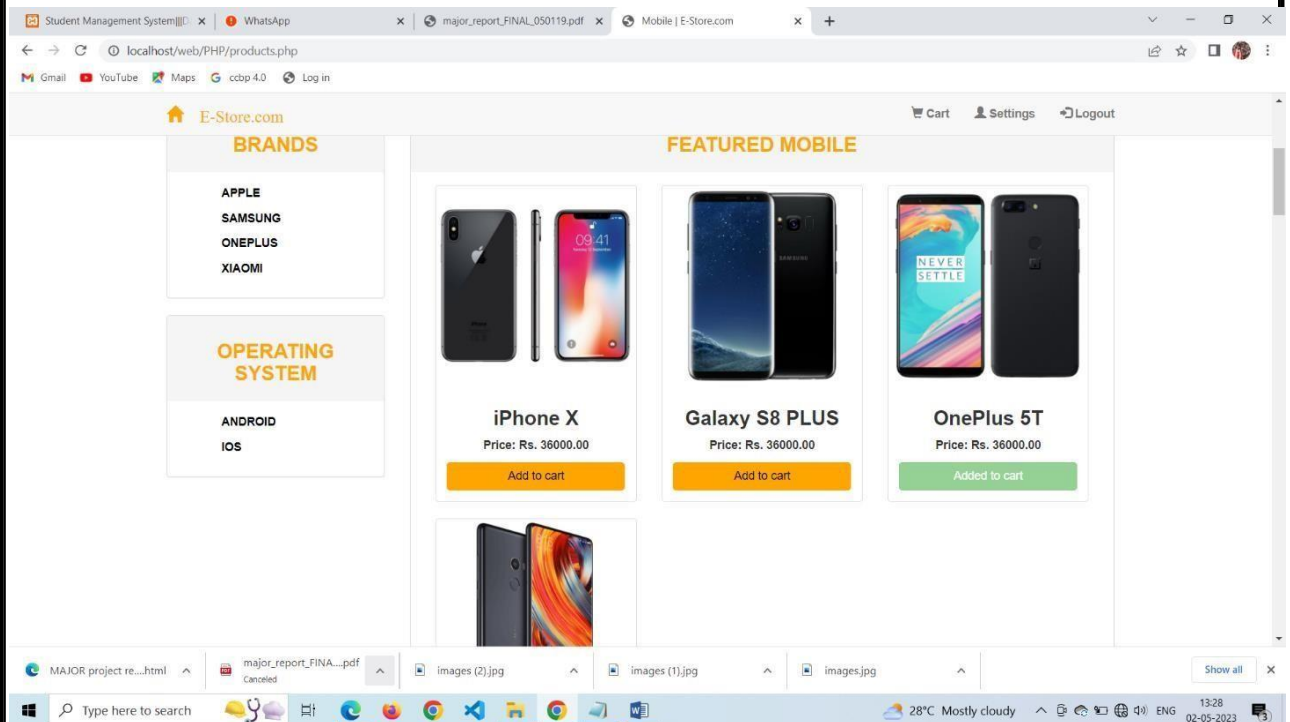 Student Management System|||D
WhatsApp
major_report_FINAL_050119.pdf
Mobile | E-Store.com
localhost/web/PHP/products.php
Gmail YouTube Maps ccbp 4.0 Log in
E-Store.com
Cart Settings Logout
BRANDS
APPLE
SAMSUNG
ONEPLUS
XIAOMI
OPERATING
SYSTEM
ANDROID
IOS
FEATURED MOBILE
09:41
SAMSUNG
NEVER
SETTLE
iPhone X
Price: Rs. 36000.00
Add to cart
Galaxy S8 PLUS
Price: Rs. 36000.00
Add to cart
OnePlus 5T
Price: Rs. 36000.00
Added to cart
MAJOR project re....html
major_report_FINA....pdf
Canceled
images (2).jpg
images (1).jpg
images.jpg
Show all
Type here to search
28°C Mostly cloudy
ENG
13:28
02-05-2023